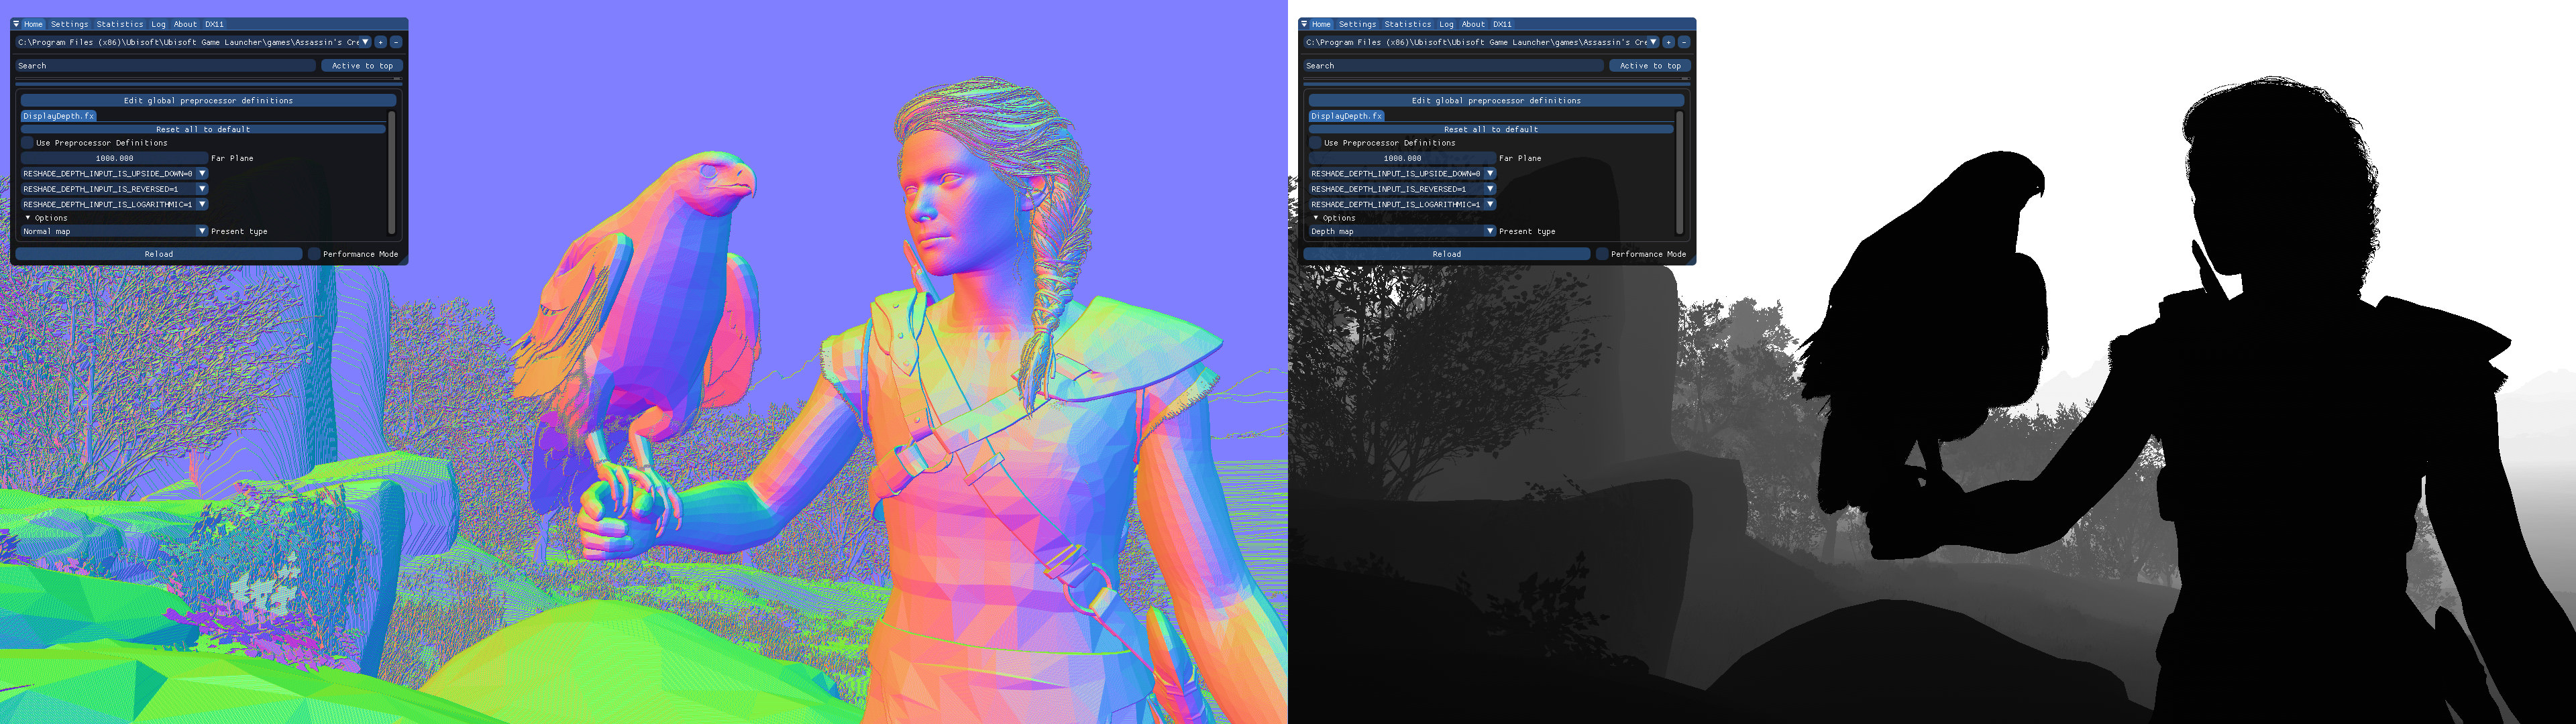 Home Settings Statistics Log About DX11
C:\Program Files (x86)\Ubisoft\Ubisoft Game Launcher\games\Assassin's Cre
+ -
Search Active to top
Edit global preprocessor definitions
DisplayDepth.fx
Reset all to default
Use Preprocessor Definitions
1000.000 Far Plane
RESHADE_DEPTH_INPUT_IS_UPSIDE_DOWN=0
RESHADE_DEPTH_INPUT_IS_REVERSED=1
RESHADE_DEPTH_INPUT_IS_LOGARITHMIC=1
Options
Normal map Present type
Reload Performance Mode
Home Settings Statistics Log About DX11
C:\Program Files (x86)\Ubisoft\Ubisoft Game Launcher\games\Assassin's Cre
+ -
Search Active to top
Edit global preprocessor definitions
DisplayDepth.fx
Reset all to default
Use Preprocessor Definitions
1000.000 Far Plane
RESHADE_DEPTH_INPUT_IS_UPSIDE_DOWN=0
RESHADE_DEPTH_INPUT_IS_REVERSED=1
RESHADE_DEPTH_INPUT_IS_LOGARITHMIC=1
Options
Depth map Present type
Reload Performance Mode